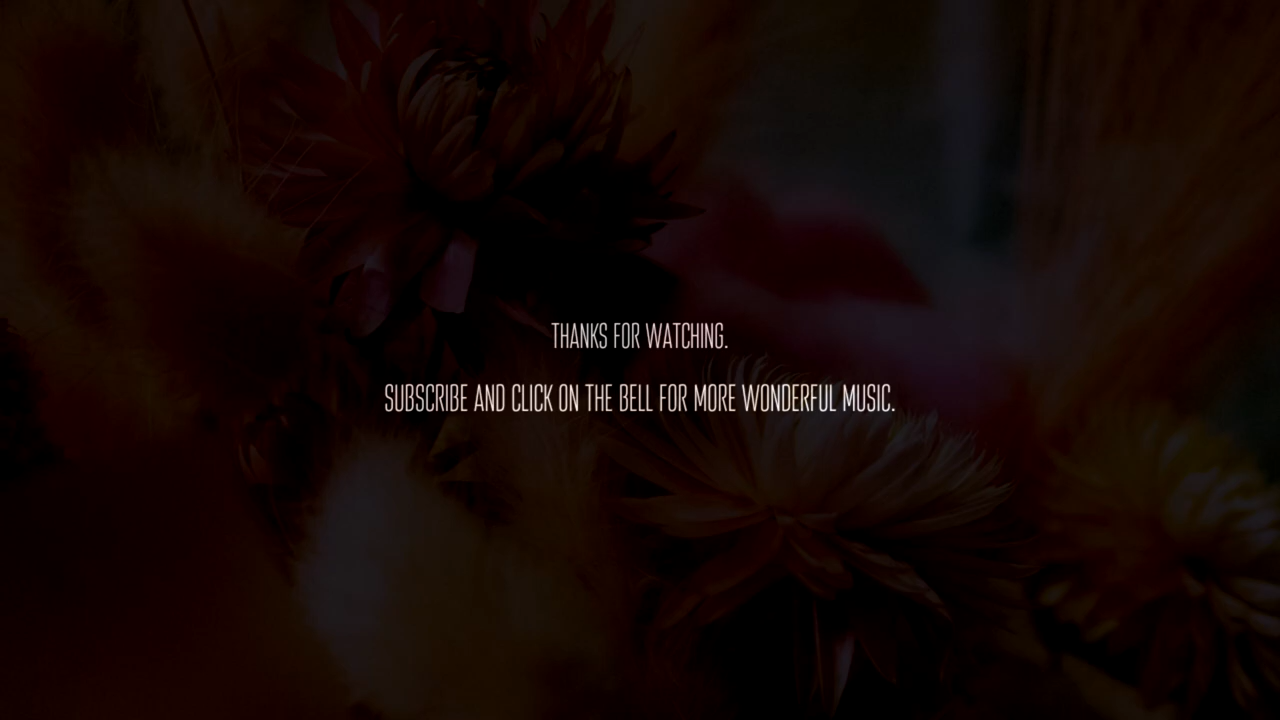 THANKS FOR WATCHING.
SUBSCRIBE AND CLICK ON THE BELL FOR MORE WONDERFUL MUSIC.